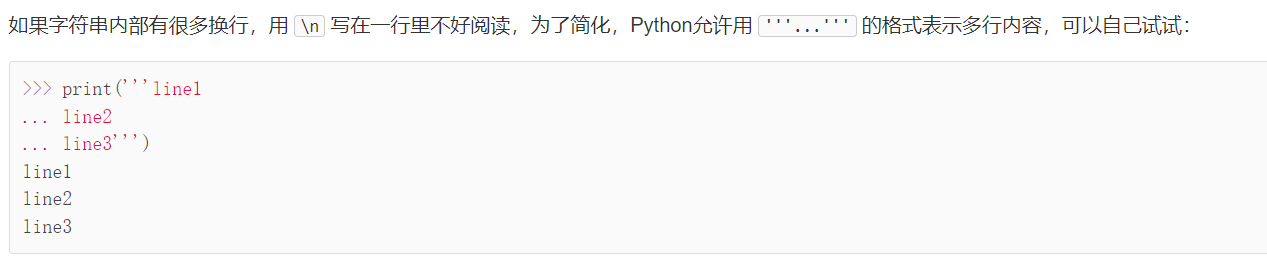 如果字符串内部有很多换行，用 \n 写在一行里不好阅读，为了简化，Python允许用 '''...''' 的格式表示多行内容，可以自己试试：
>>> print('''line1
... line2
... line3''')
line1
line2
line3